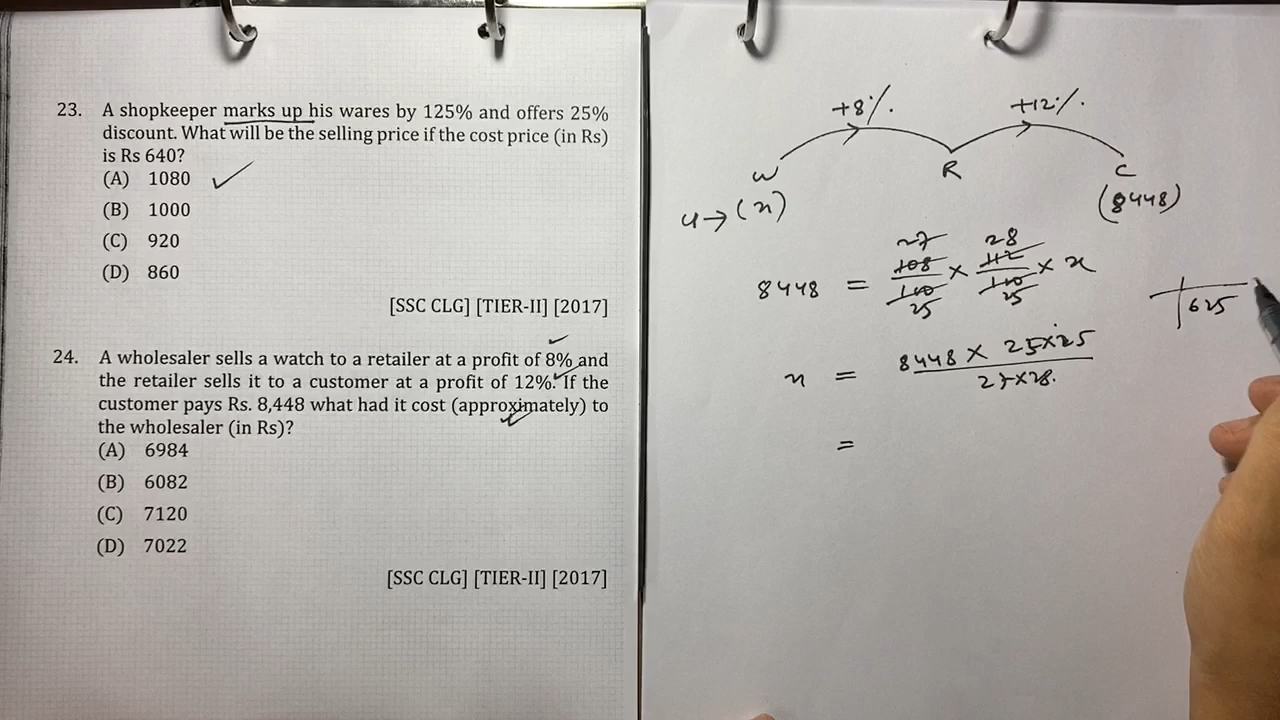 23. A shopkeeper marks up his wares by 125% and offers 25%
discount. What will be the selling price if the cost price (in Rs)
is Rs 640?
(A) 1080
(B) 1000
(C) 920
(D) 860
[SSC CLG] [TIER-II] [2017]
24. A wholesaler sells a watch to a retailer at a profit of 8% and
the retailer sells it to a customer at a profit of 12%. If the
customer pays Rs. 8,448 what had it cost (approximately) to
the wholesaler (in Rs)?
(A) 6984
(B) 6082
(C) 7120
(D) 7022
[SSC CLG] [TIER-II] [2017]
+8%. +12%.
W R C
4→(x) (8448)
27 28
8448 = 108/100 × 112/100 × x
25 25
x = 8448 × 25×25
27×28.
=
625